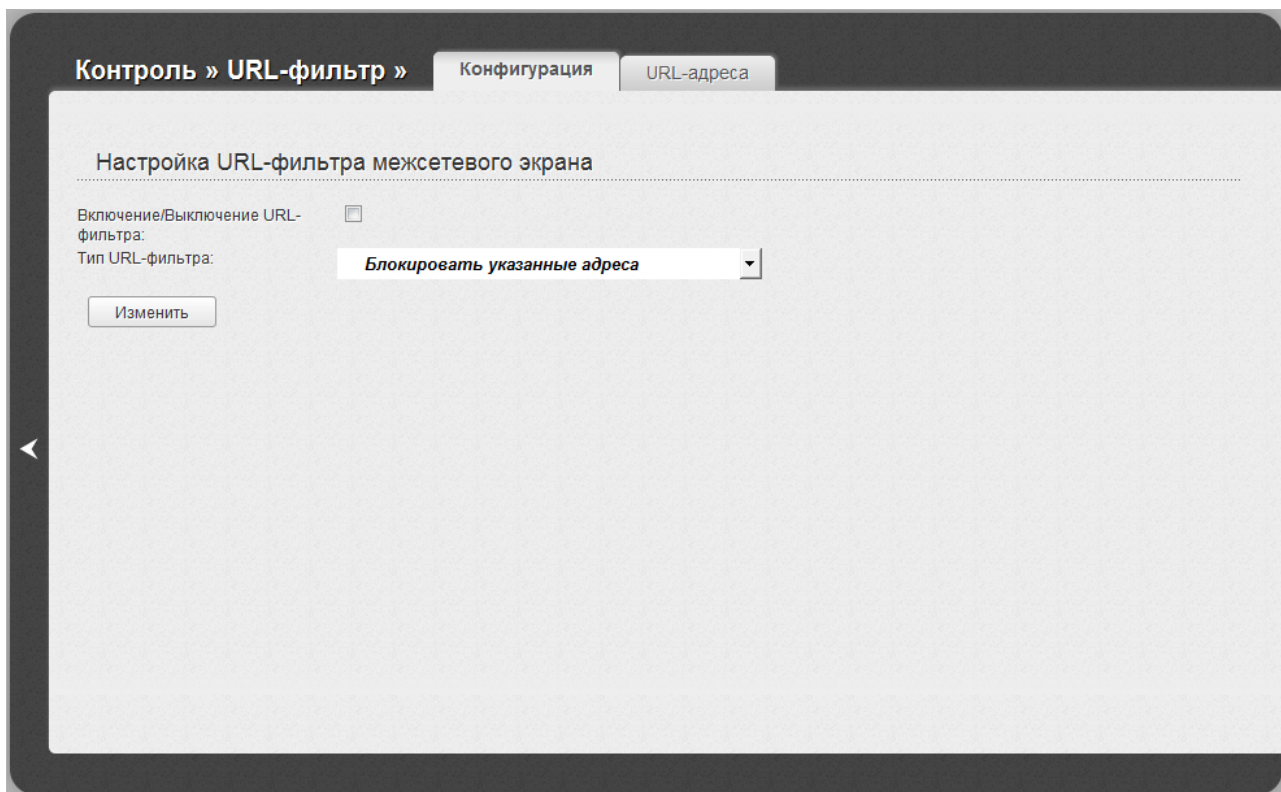 Контроль » URL-фильтр »
Конфигурация
URL-адреса
Настройка URL-фильтра межсетевого экрана
Включение/Выключение URL-
фильтра:
Тип URL-фильтра:
Блокировать указанные адреса
Изменить